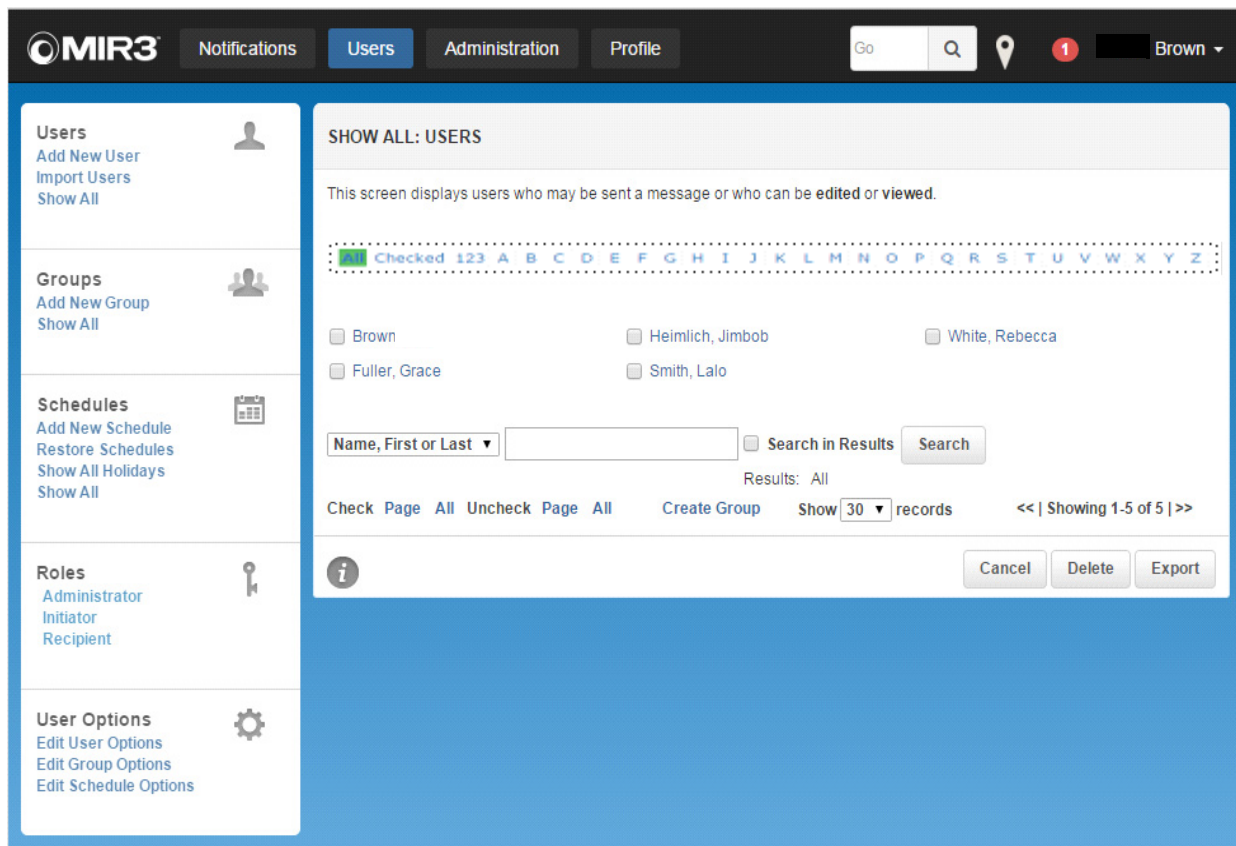 MIR3 Notifications Users Administration Profile Go 1 Brown
Users
Add New User
Import Users
Show All
Groups
Add New Group
Show All
Schedules
Add New Schedule
Restore Schedules
Show All Holidays
Show All
Roles
Administrator
Initiator
Recipient
User Options
Edit User Options
Edit Group Options
Edit Schedule Options
SHOW ALL: USERS
This screen displays users who may be sent a message or who can be edited or viewed.
All Checked 123 A B C D E F G H I J K L M N O P Q R S T U V W X Y Z
Brown Heimlich, Jimbob White, Rebecca
Fuller, Grace Smith, Lalo
Name, First or Last Search in Results Search
Results: All
Check Page All Uncheck Page All Create Group Show 30 records << | Showing 1-5 of 5 | >>
i Cancel Delete Export